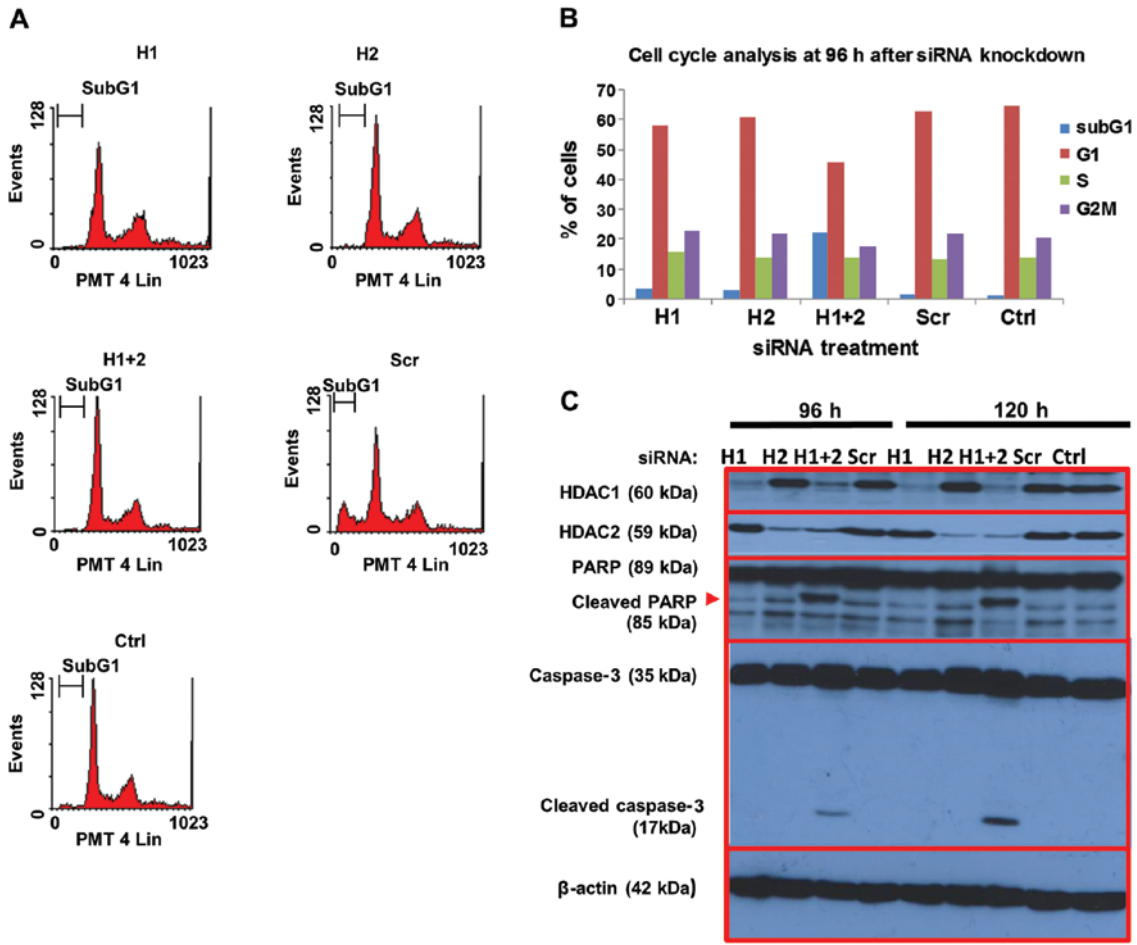 A
H1
SubG1
128
Events
0
0
1023
PMT 4 Lin
H2
SubG1
128
Events
0
0
1023
PMT 4 Lin
H1+2
SubG1
128
Events
0
0
1023
PMT 4 Lin
Scr
SubG1
128
Events
0
0
1023
PMT 4 Lin
Ctrl
SubG1
128
Events
0
0
1023
PMT 4 Lin
B
Cell cycle analysis at 96 h after siRNA knockdown
% of cells
70
60
50
40
30
20
10
0
H1 H2 H1+2 Scr Ctrl
siRNA treatment
subG1
G1
S
G2M
C
96 h 120 h
siRNA: H1 H2 H1+2 Scr H1 H2 H1+2 Scr Ctrl
HDAC1 (60 kDa)
HDAC2 (59 kDa)
PARP (89 kDa)
Cleaved PARP
(85 kDa)
Caspase-3 (35 kDa)
Cleaved caspase-3
(17kDa)
β-actin (42 kDa)